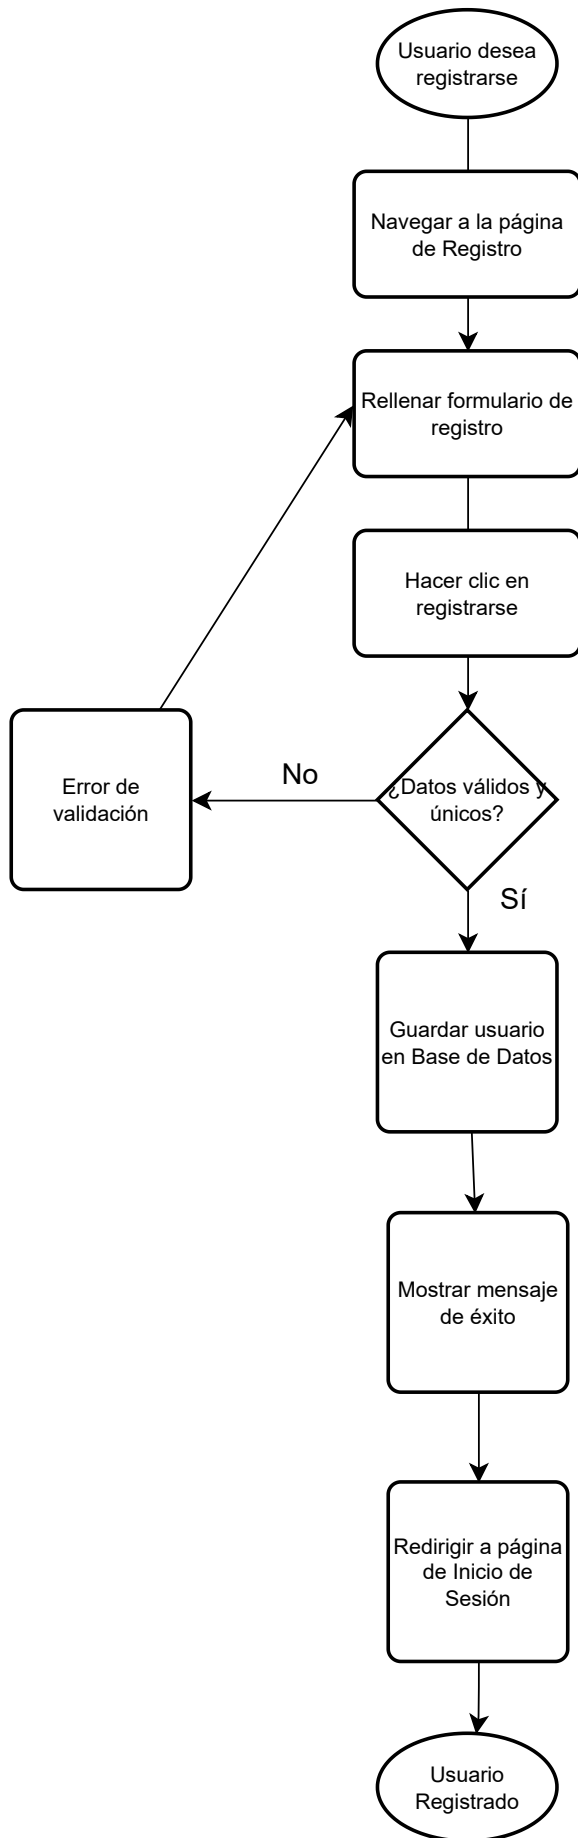 Usuario desea
registrarse
Navegar a la página
de Registro
Rellenar formulario de
registro
Hacer clic en
registrarse
¿Datos válidos y
únicos?
No
Error de
validación
Sí
Guardar usuario
en Base de Datos
Mostrar mensaje
de éxito
Redirigir a página
de Inicio de
Sesión
Usuario
Registrado